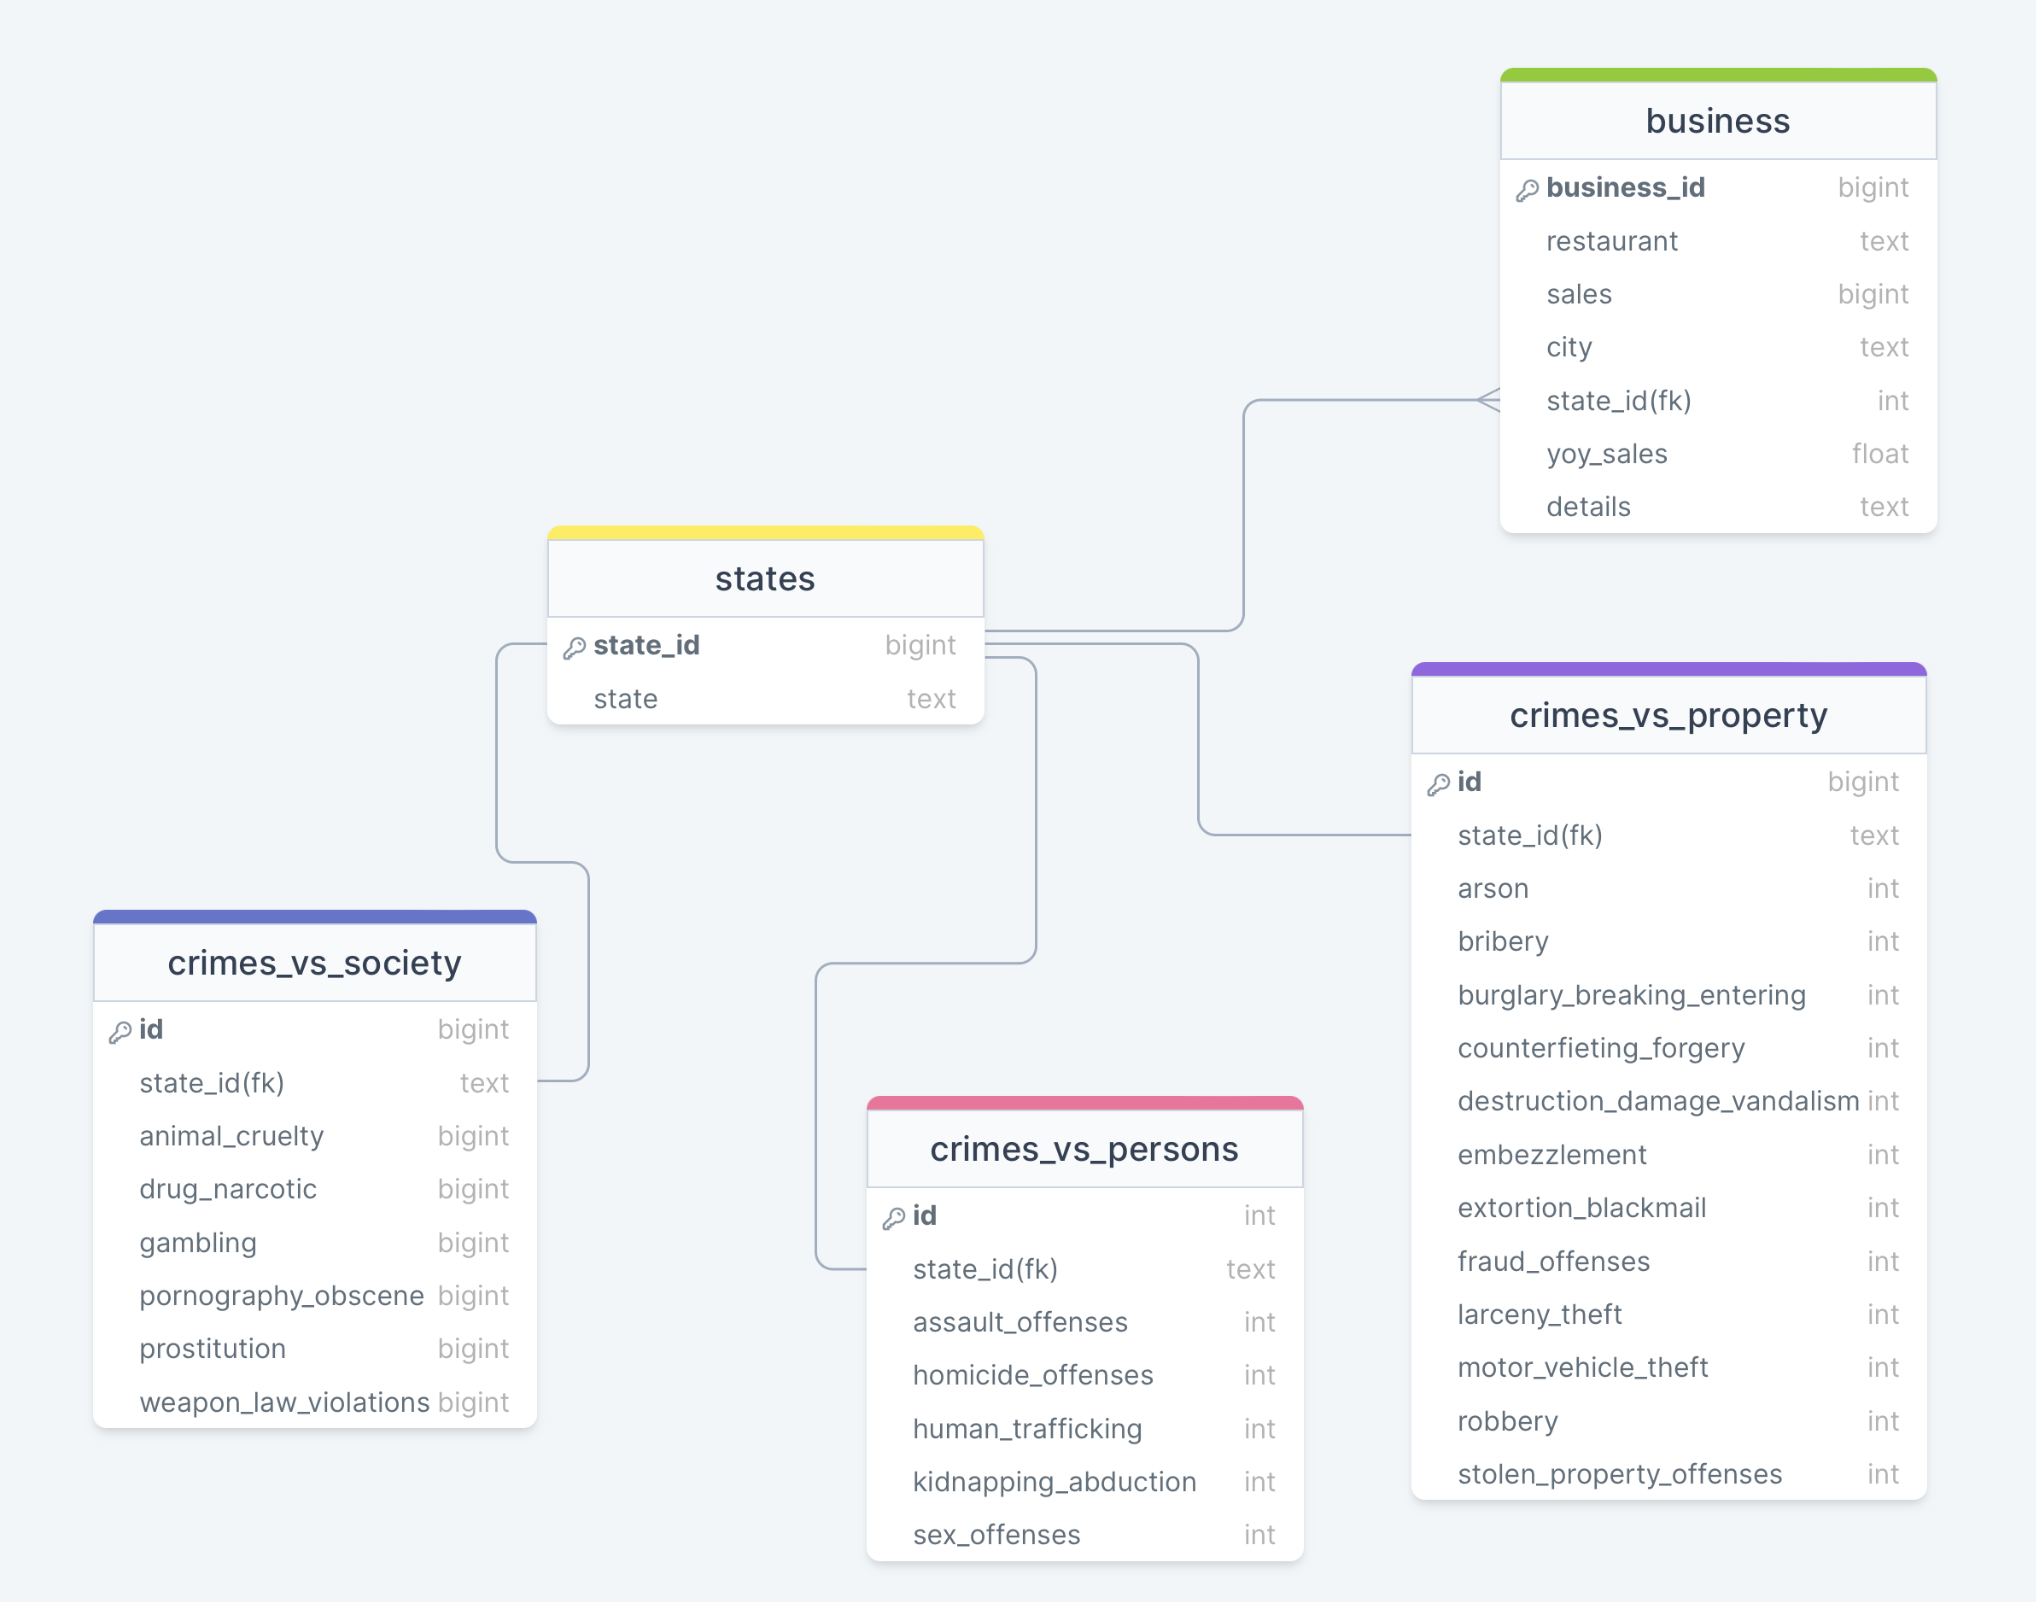 business
business_id bigint
restaurant text
sales bigint
city text
state_id(fk) int
yoy_sales float
details text
states
state_id bigint
state text
crimes_vs_property
id bigint
state_id(fk) text
arson int
bribery int
burglary_breaking_entering int
counterfieting_forgery int
destruction_damage_vandalism int
embezzlement int
extortion_blackmail int
fraud_offenses int
larceny_theft int
motor_vehicle_theft int
robbery int
stolen_property_offenses int
crimes_vs_society
id bigint
state_id(fk) text
animal_cruelty bigint
drug_narcotic bigint
gambling bigint
pornography_obscene bigint
prostitution bigint
weapon_law_violations bigint
crimes_vs_persons
id int
state_id(fk) text
assault_offenses int
homicide_offenses int
human_trafficking int
kidnapping_abduction int
sex_offenses int